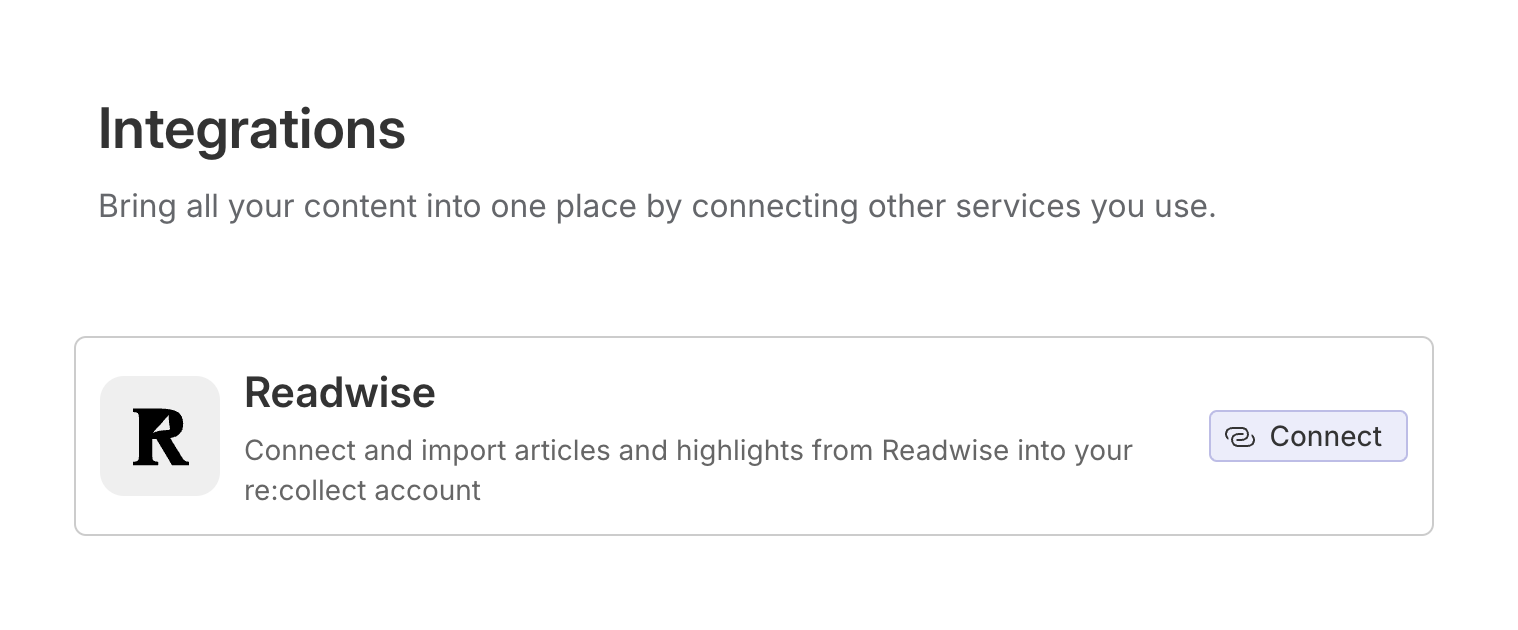 Integrations
Bring all your content into one place by connecting other services you use.
R
Readwise
Connect and import articles and highlights from Readwise into your
re:collect account
Connect